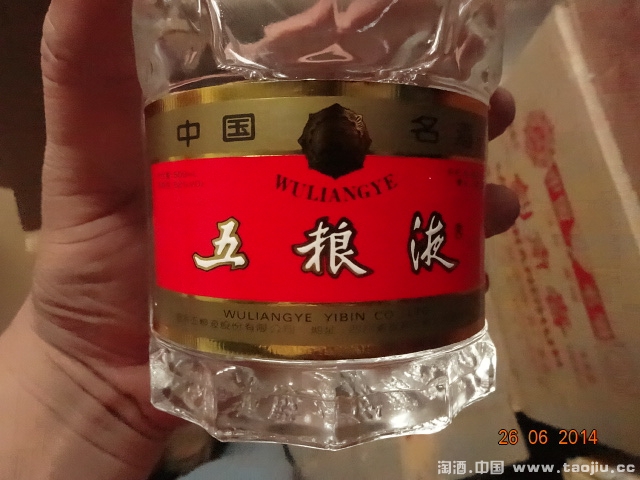 中国 名酒
WULIANGYE
五粮液
WULIANGYE YIBIN CO
26 06 2014
淘酒.中国 www.taojiu.cc